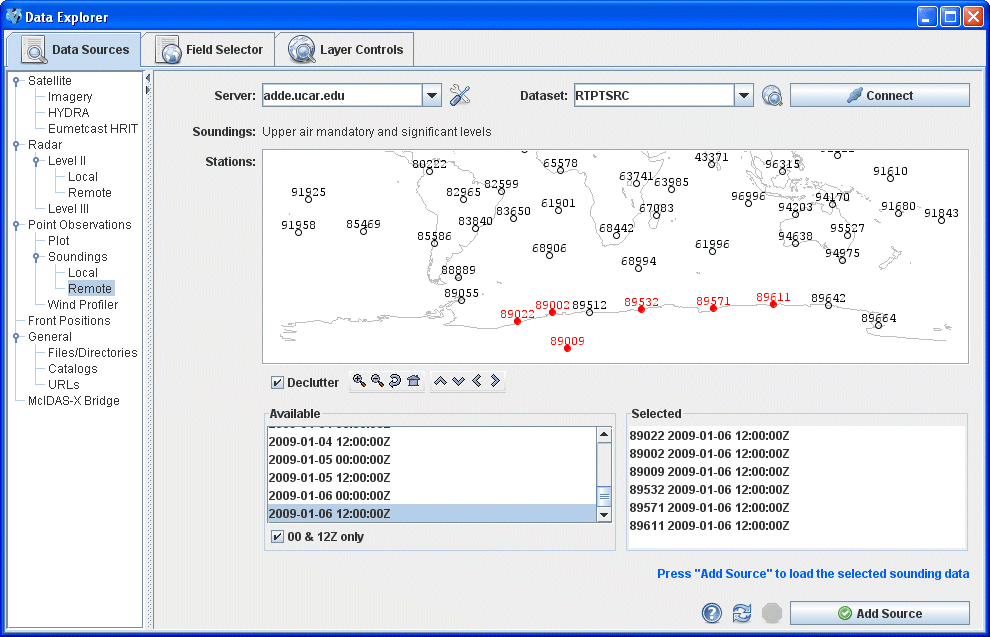 Data Explorer
Data Sources
Field Selector
Layer Controls
Satellite
Imagery
HYDRA
Eumetcast HRIT
Radar
Level II
Local
Remote
Level III
Point Observations
Plot
Soundings
Local
Remote
Wind Profiler
Front Positions
General
Files/Directories
Catalogs
URLs
McIDAS-X Bridge
Server: adde.ucar.edu
Dataset: RTPTSRC
Connect
Soundings: Upper air mandatory and significant levels
Stations:
80222
65578
43371
96315
91610
63741
63985
91925
82965
82599
61901
67083
96996
94203
94170
91680
91843
83650
91958
85469
85586
83840
68442
94638
95527
68906
61996
94975
88889
68994
89055
89022
89002
89512
89532
89571
89611
89642
89664
89009
Declutter
Available
2009-01-04 12:00:00Z
2009-01-05 00:00:00Z
2009-01-05 12:00:00Z
2009-01-06 00:00:00Z
2009-01-06 12:00:00Z
00 & 12Z only
Selected
89022 2009-01-06 12:00:00Z
89002 2009-01-06 12:00:00Z
89009 2009-01-06 12:00:00Z
89532 2009-01-06 12:00:00Z
89571 2009-01-06 12:00:00Z
89611 2009-01-06 12:00:00Z
Press "Add Source" to load the selected sounding data
Add Source